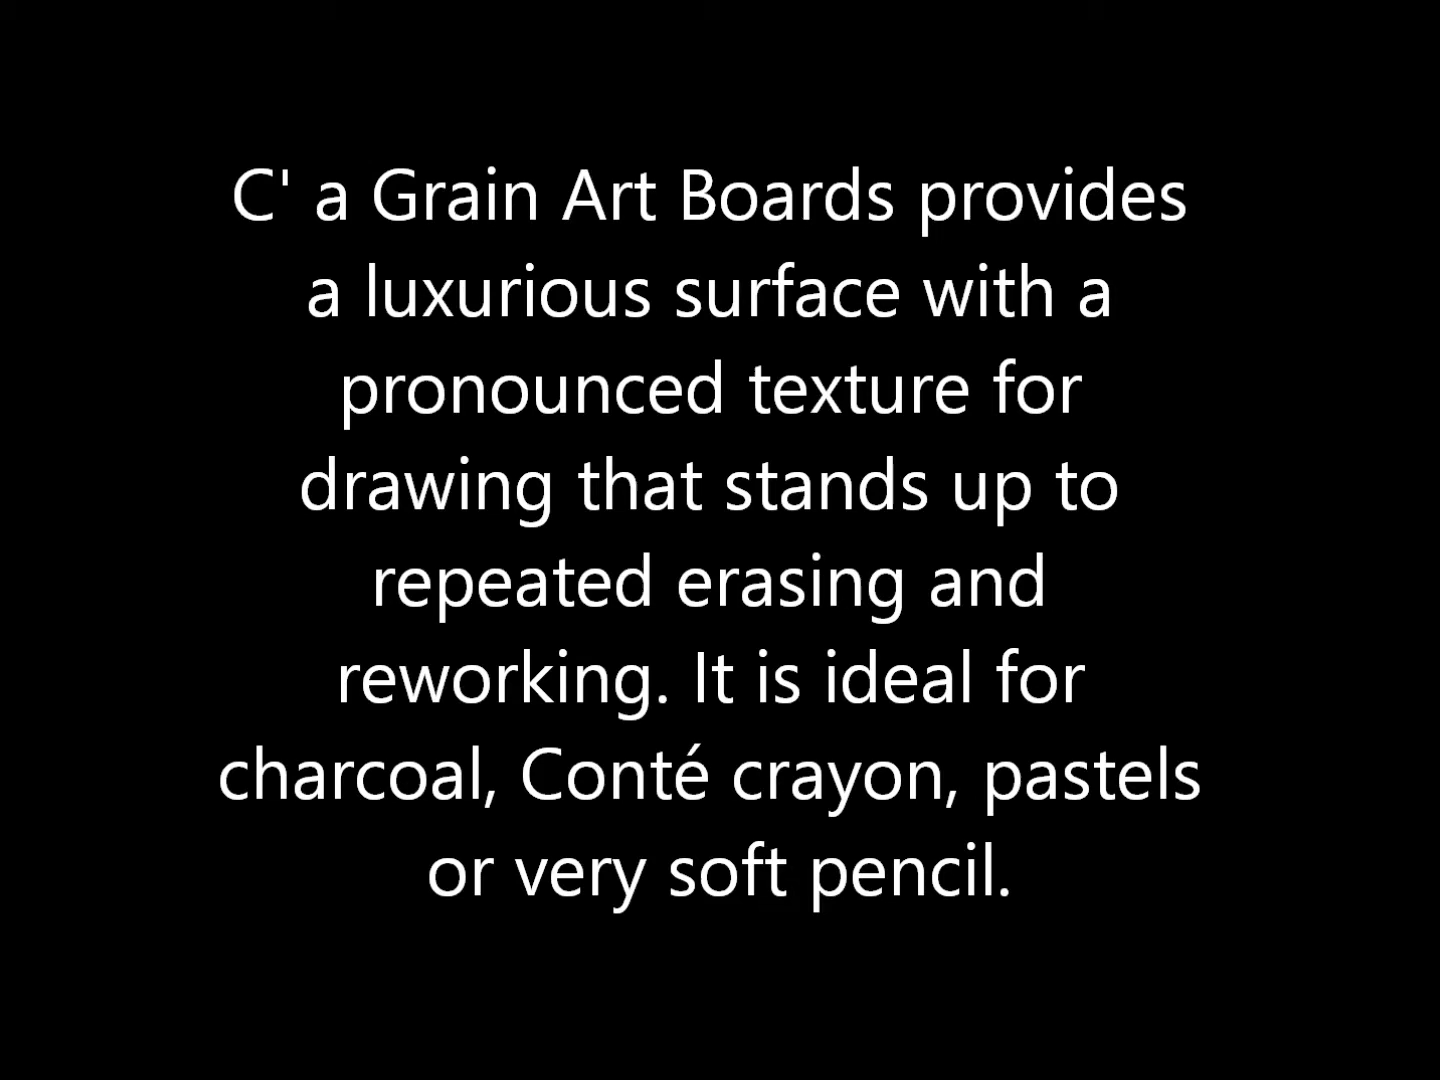 C' a Grain Art Boards provides
a luxurious surface with a
pronounced texture for
drawing that stands up to
repeated erasing and
reworking. It is ideal for
charcoal, Conté crayon, pastels
or very soft pencil.